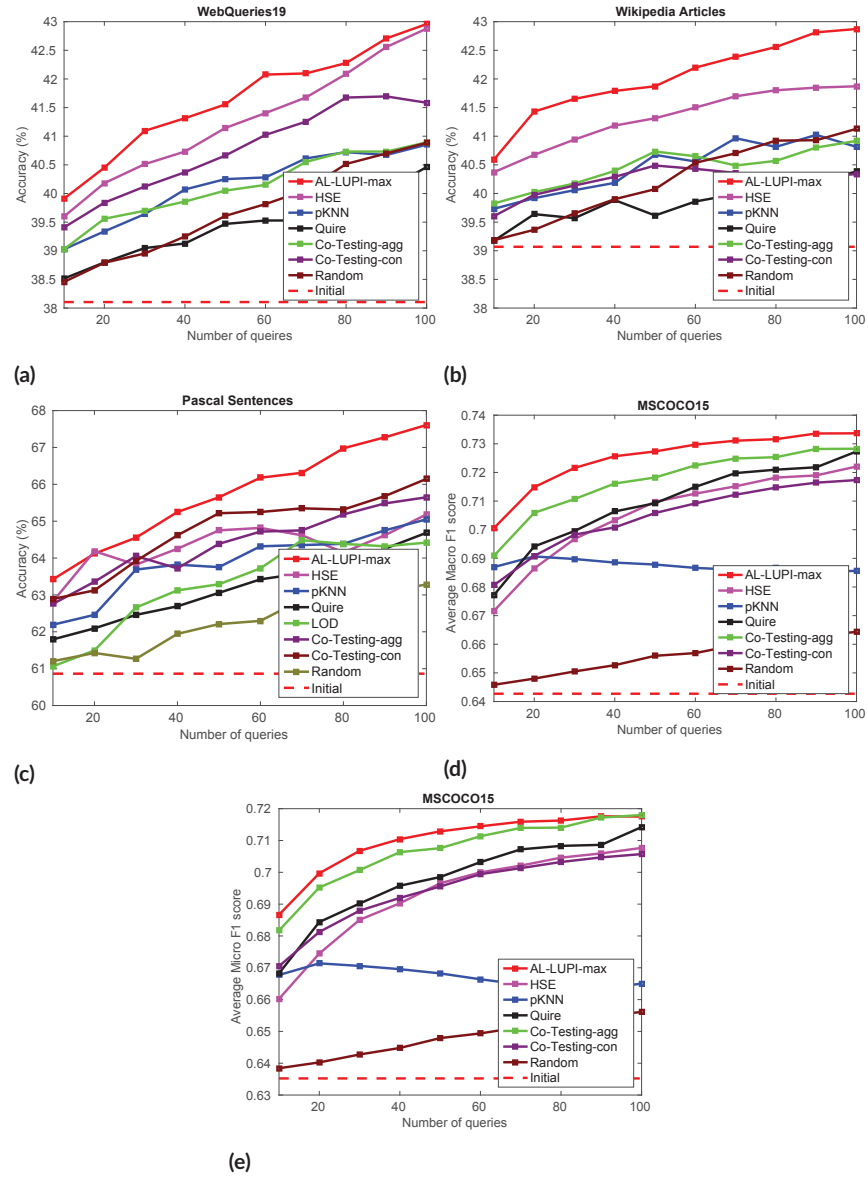 WebQueries19
43
42.5
42
41.5
41
40.5
40
39.5
39
38.5
38
Accuracy (%)
AL-LUPI-max
HSE
pKNN
Quire
Co-Testing-agg
Co-Testing-con
Random
Initial
20 40 60 80 100
Number of queires
(a)
Wikipedia Articles
43
42.5
42
41.5
41
40.5
40
39.5
39
38.5
38
Accuracy (%)
AL-LUPI-max
HSE
pKNN
Quire
Co-Testing-agg
Co-Testing-con
Random
Initial
20 40 60 80 100
Number of queries
(b)
Pascal Sentences
68
67
66
65
64
63
62
61
60
Accuracy (%)
AL-LUPI-max
HSE
pKNN
Quire
LOD
Co-Testing-agg
Co-Testing-con
Random
Initial
20 40 60 80 100
Number of queries
(c)
MSCOCO15
0.74
0.73
0.72
0.71
0.7
0.69
0.68
0.67
0.66
0.65
0.64
Average Macro F1 score
AL-LUPI-max
HSE
pKNN
Quire
Co-Testing-agg
Co-Testing-con
Random
Initial
20 40 60 80 100
Number of queries
(d)
MSCOCO15
0.72
0.71
0.7
0.69
0.68
0.67
0.66
0.65
0.64
0.63
Average Micro F1 score
AL-LUPI-max
HSE
pKNN
Quire
Co-Testing-agg
Co-Testing-con
Random
Initial
20 40 60 80 100
Number of queries
(e)